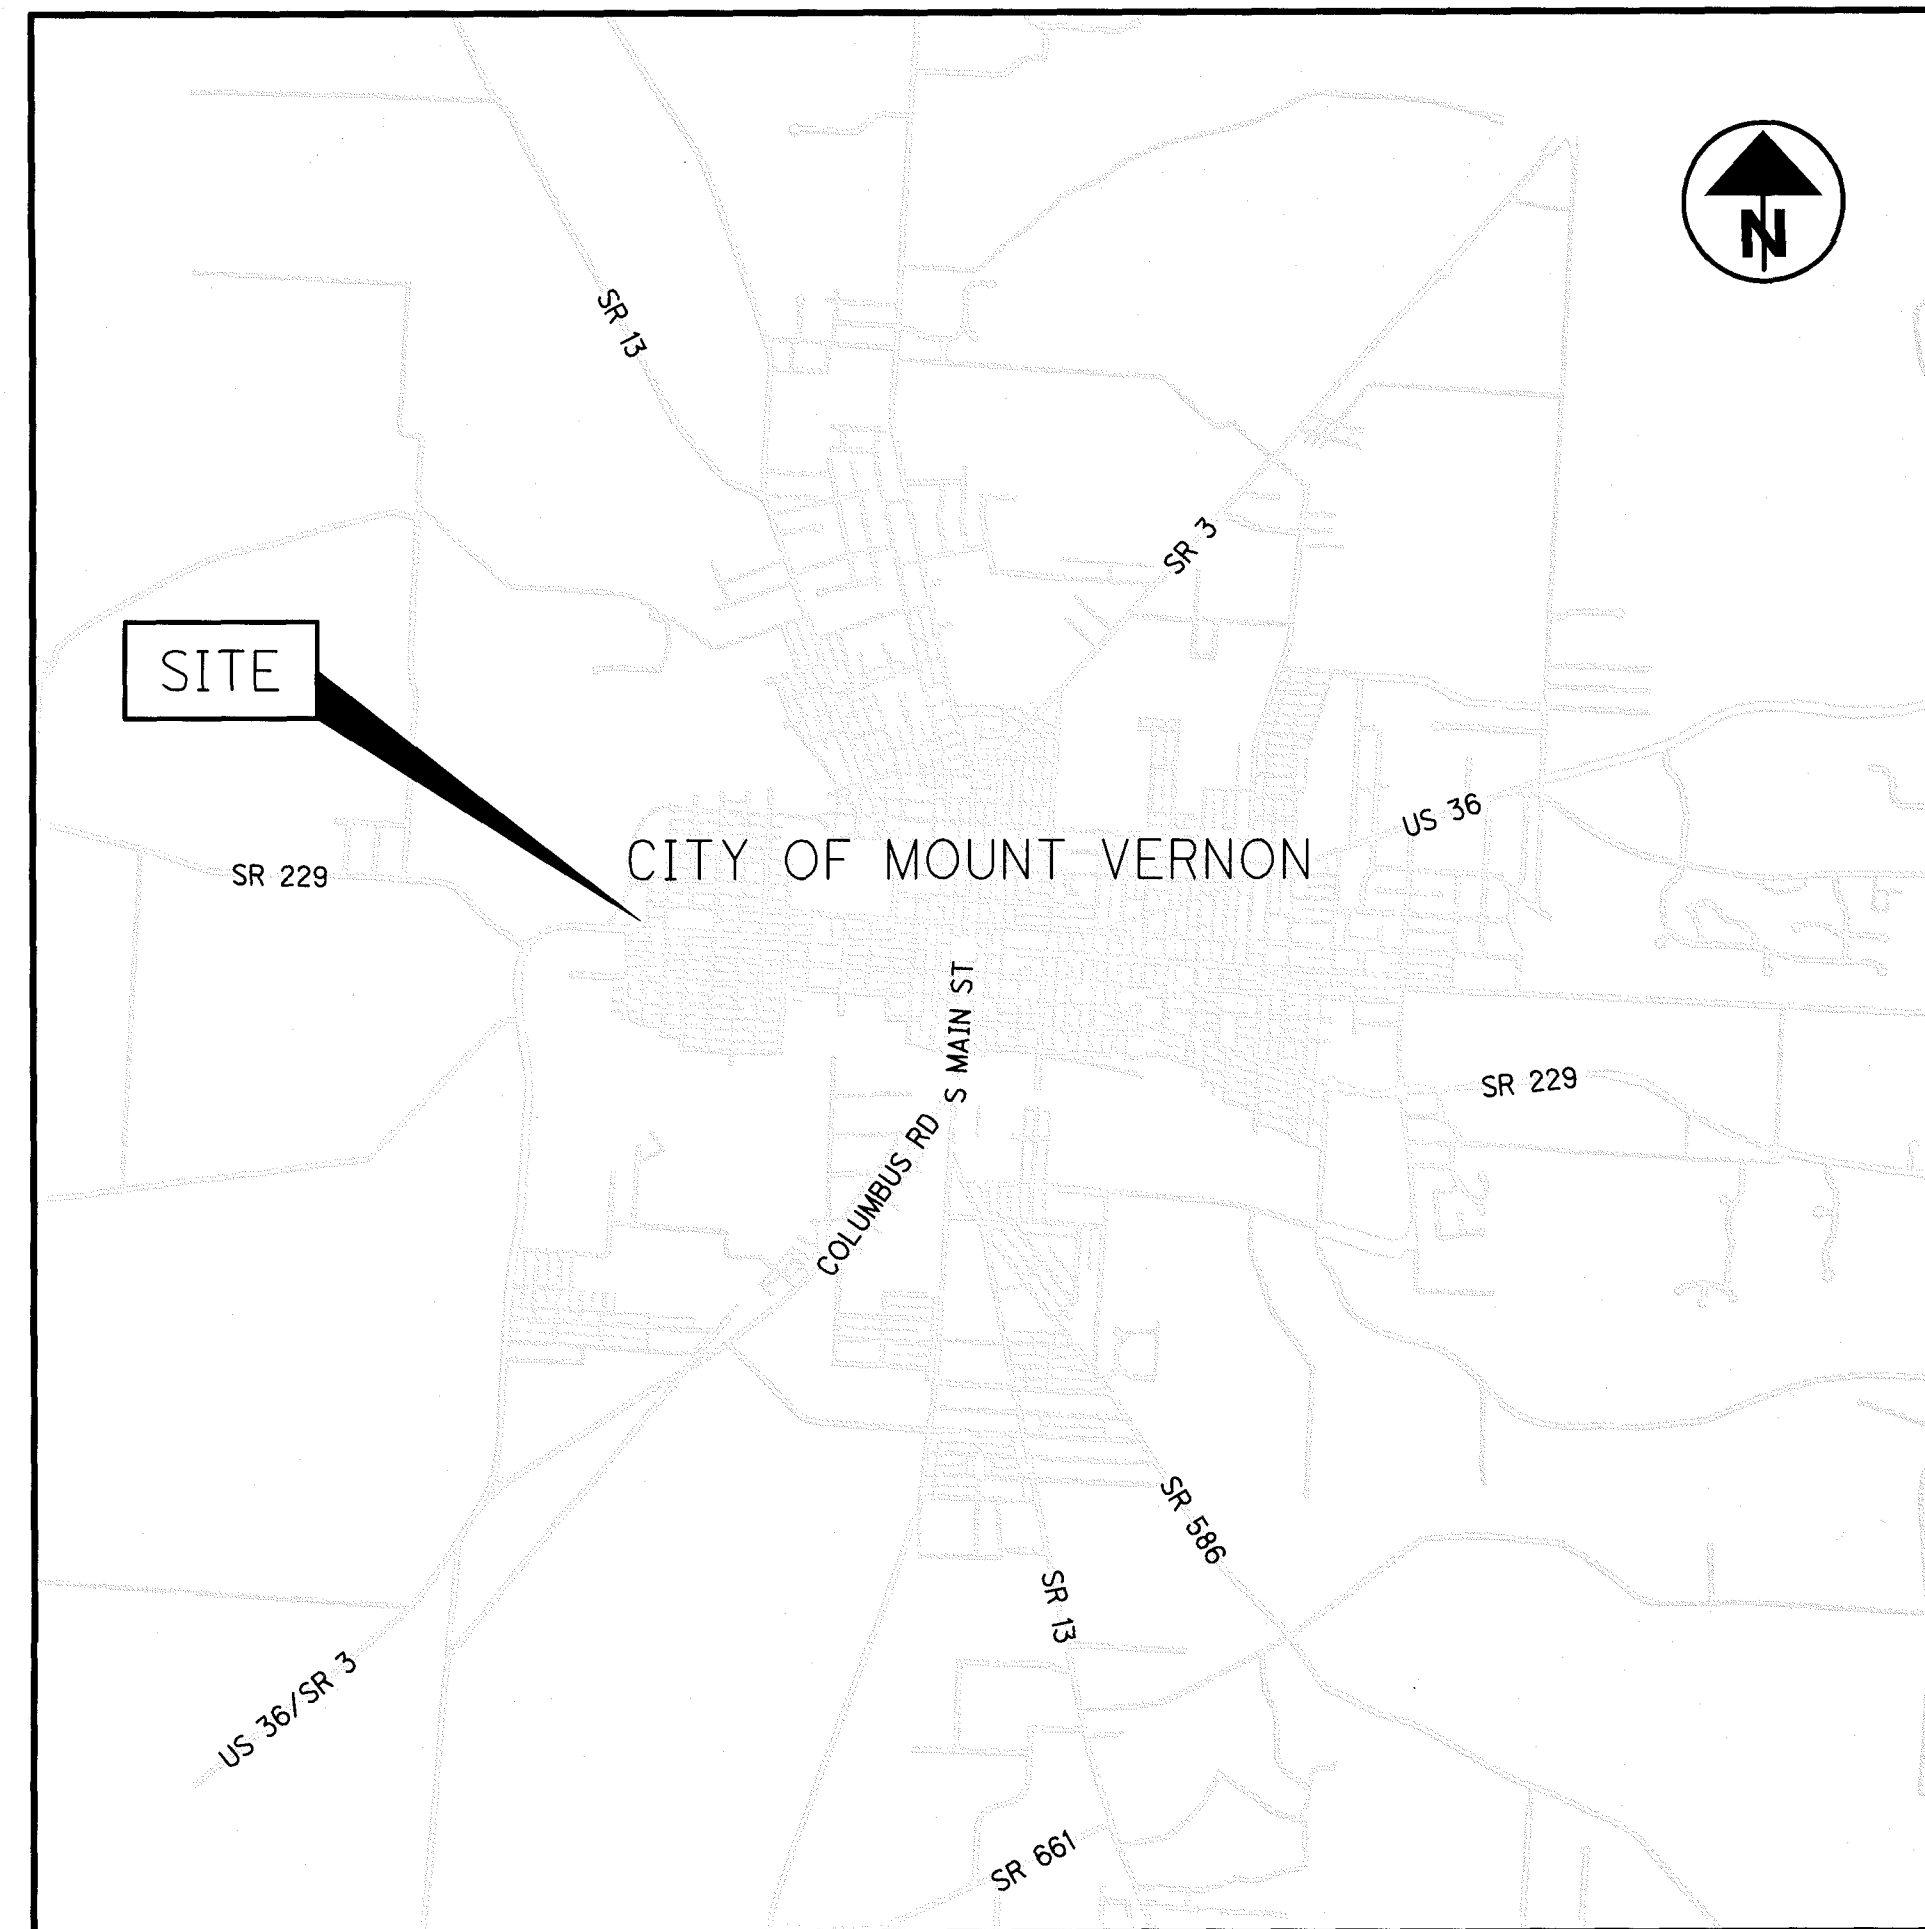 N
SR 13
SR 3
SITE
US 36
CITY OF MOUNT VERNON
SR 229
S MAIN ST
SR 229
COLUMBUS RD
SR 586
SR 13
US 36/SR 3
SR 661